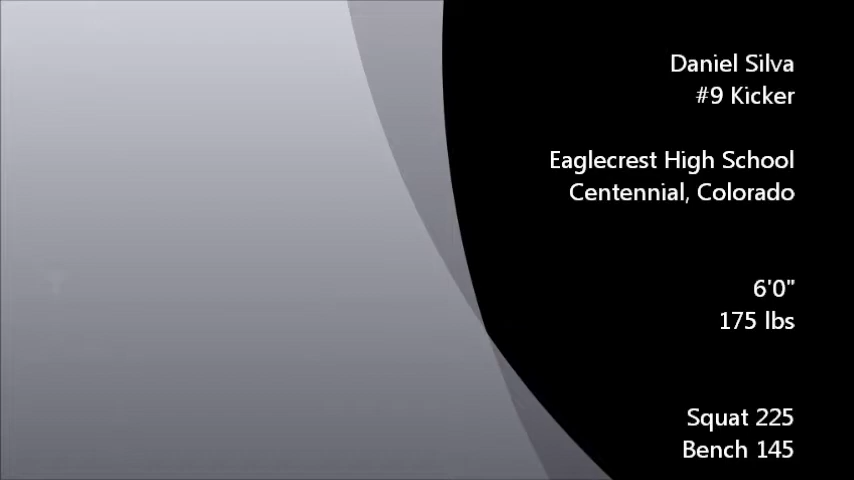 Daniel Silva
#9 Kicker
Eaglecrest High School
Centennial, Colorado
6'0"
175 lbs
Squat 225
Bench 145